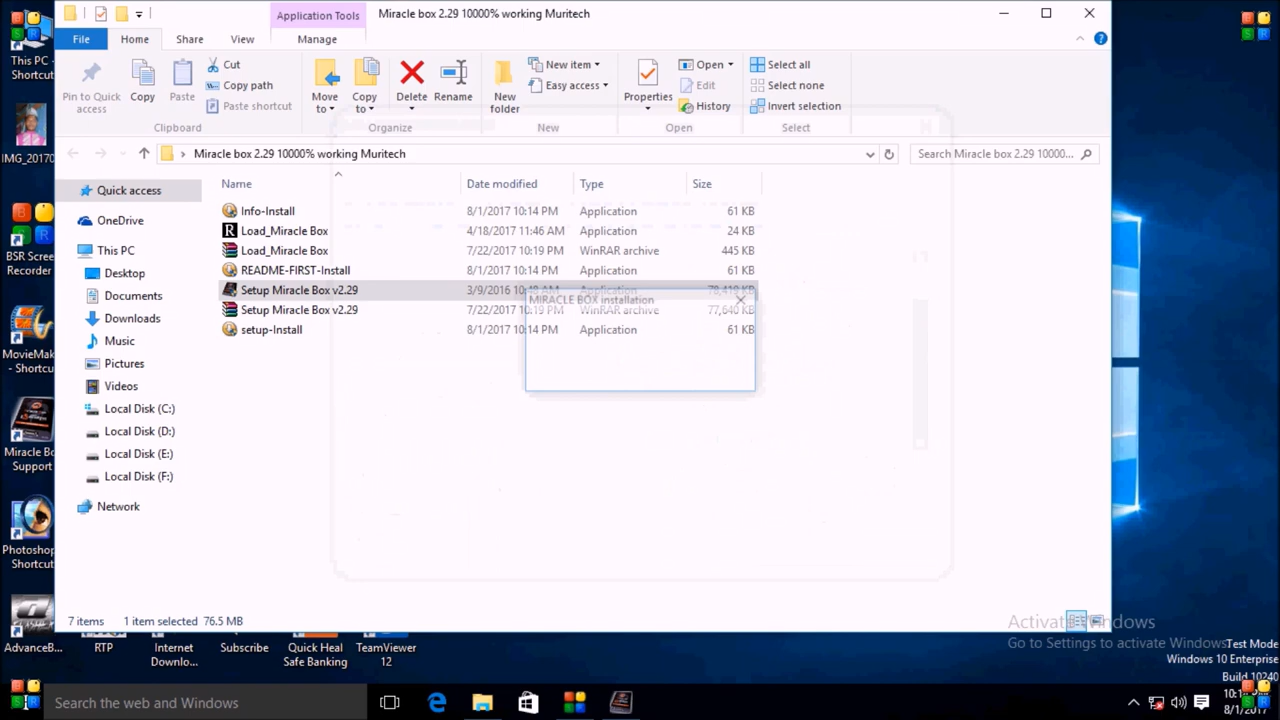 Application Tools
Miracle box 2.29 10000% working Muritech
File
Home
Share
View
Manage
Pin to Quick access
Copy
Paste
Cut
Copy path
Paste shortcut
Clipboard
Move to
Copy to
Delete
Rename
Organize
New folder
New item
Easy access
New
Properties
Open
Edit
History
Open
Select all
Select none
Invert selection
Select
Miracle box 2.29 10000% working Muritech
Search Miracle box 2.29 10000...
Name
Date modified
Type
Size
Info-Install 8/1/2017 10:14 PM Application 61 KB
Load_Miracle Box 4/18/2017 11:46 AM Application 24 KB
Load_Miracle Box 7/22/2017 10:19 PM WinRAR archive 445 KB
README-FIRST-Install 8/1/2017 10:14 PM Application 61 KB
Setup Miracle Box v2.29 3/9/2016 10:48 AM Application 78,419 KB
Setup Miracle Box v2.29 7/22/2017 10:19 PM WinRAR archive 77,640 KB
setup-Install 8/1/2017 10:14 PM Application 61 KB
MIRACLE BOX installation
Quick access
OneDrive
This PC
Desktop
Documents
Downloads
Music
Pictures
Videos
Local Disk (C:)
Local Disk (D:)
Local Disk (E:)
Local Disk (F:)
Network
7 items
1 item selected 76.5 MB
This PC - Shortcut
IMG_20170
BSR Screen Recorder
MovieMak - Shortcut
Miracle Bo Support
Photoshop Shortcut
AdvanceB...
RTP
Internet Downlo...
Subscribe
Quick Heal Safe Banking
TeamViewer 12
Go to Settings to activate Windows
Test Mode
Windows 10 Enterprise
Build 10240
Search the web and Windows
8/1/2017